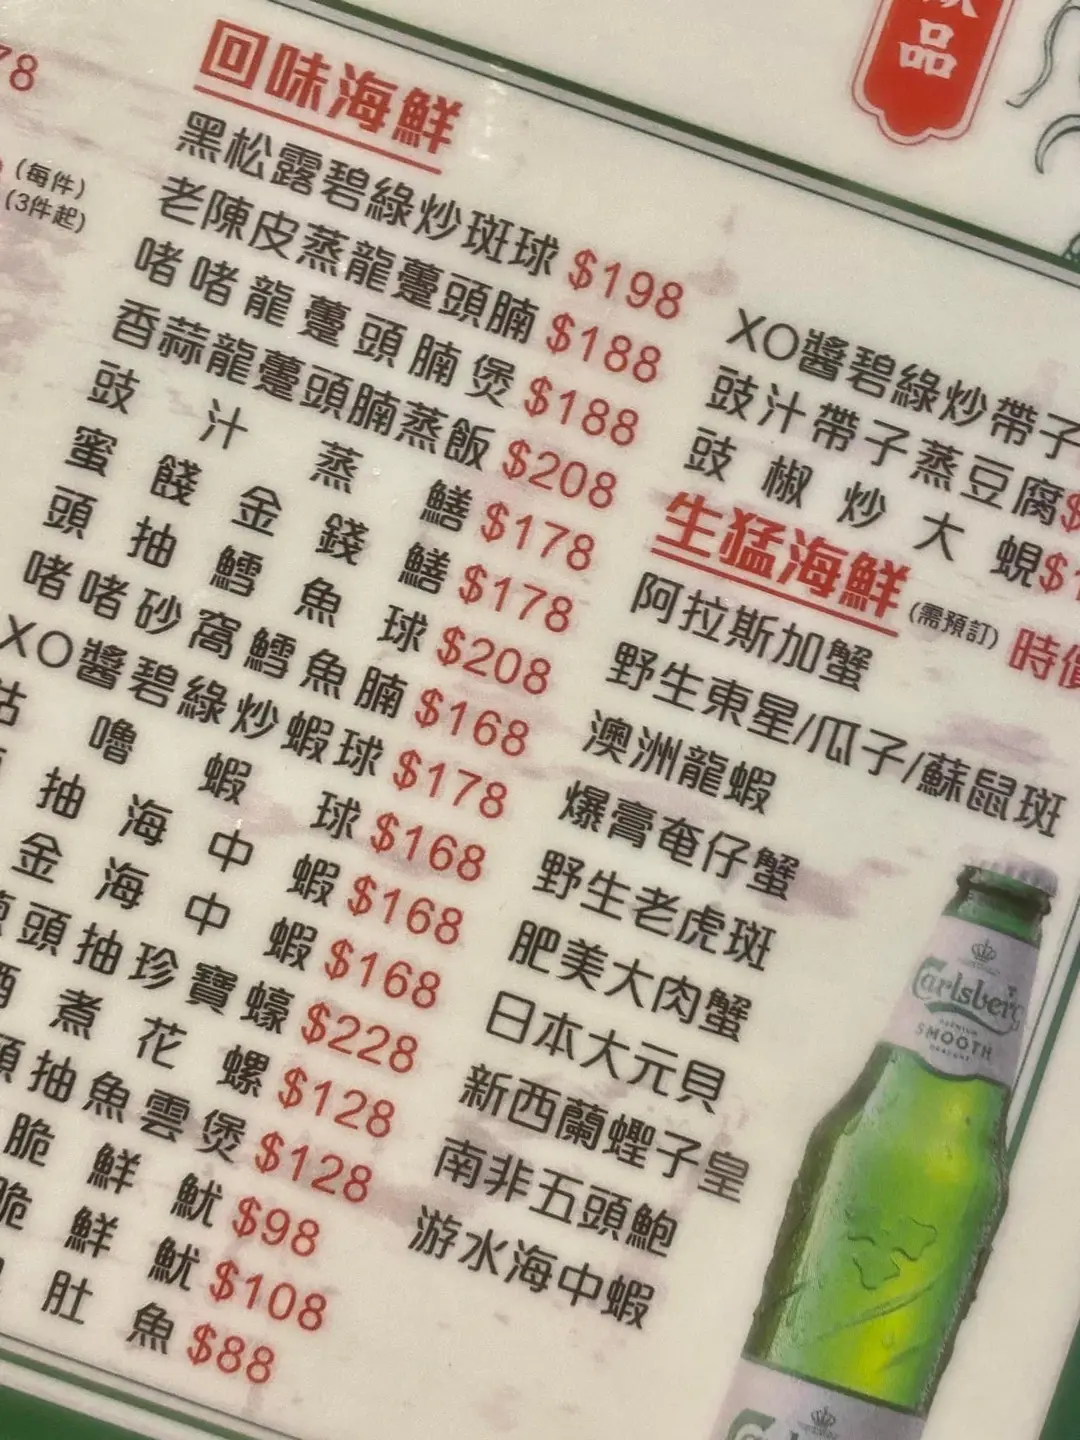 品
78
(每件)
(3件起)
回味海鮮
黑松露碧綠炒斑球 $198
老陳皮蒸龍躉頭腩 $188
啫啫龍躉頭腩煲 $188
香蒜龍躉頭腩蒸飯 $208
豉汁蒸鱔 $178
蜜餞金錢鱔 $178
頭抽鱈魚球 $208
啫啫砂窩鱈魚腩 $168
XO醬碧綠炒蝦球 $178
咕嚕蝦球 $168
抽海中蝦 $168
金海中蝦 $168
蔥頭抽珍寶蠔 $228
酒煮花螺 $128
頭抽魚雲煲 $128
脆鮮魷 $98
脆鮮魷 $108
肚魚 $88
XO醬碧綠炒帶子
豉汁帶子蒸豆腐 $
豉椒炒大蜆 $1
生猛海鮮 (需預訂) 時價
阿拉斯加蟹
野生東星/瓜子/蘇鼠斑
澳洲龍蝦
爆膏奄仔蟹
野生老虎斑
肥美大肉蟹
日本大元貝
新西蘭蟶子皇
南非五頭鮑
游水海中蝦
Carlsberg
PREMIUM
SMOOTH
DRAUGHT